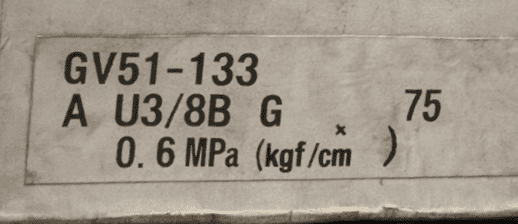 GV51-133
A U3/8B G 75
0.6 MPa (kgf/cm × )